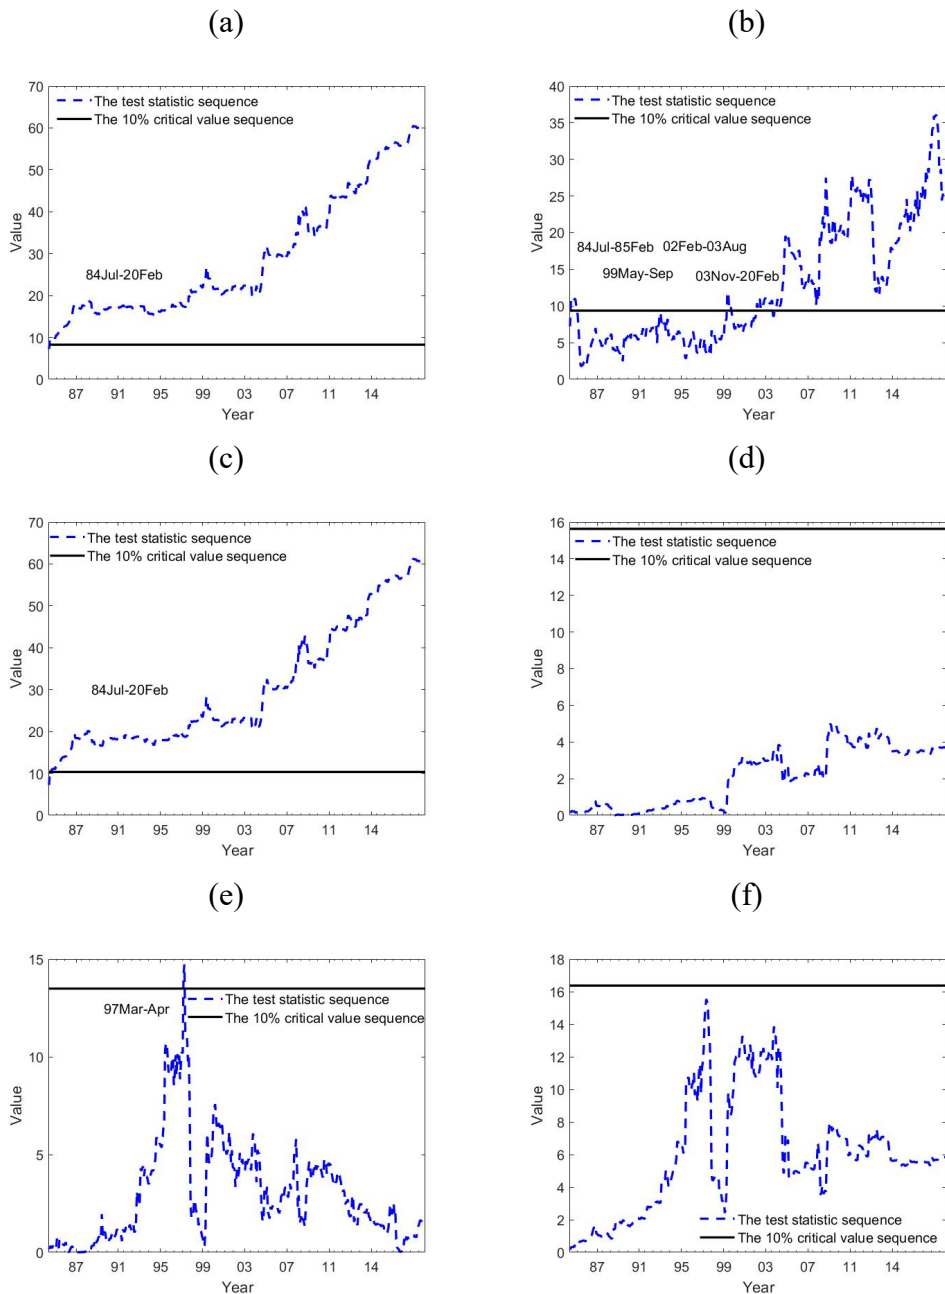 (a)
70
60
50
40
30
20
10
0
Value
The test statistic sequence
The 10% critical value sequence
84Jul-20Feb
87 91 95 99 03 07 11 14
Year
(b)
40
35
30
25
20
15
10
5
0
Value
The test statistic sequence
The 10% critical value sequence
84Jul-85Feb 02Feb-03Aug
99May-Sep 03Nov-20Feb
87 91 95 99 03 07 11 14
Year
(c)
70
60
50
40
30
20
10
0
Value
The test statistic sequence
The 10% critical value sequence
84Jul-20Feb
87 91 95 99 03 07 11 14
Year
(d)
16
16
14
12
10
8
6
4
2
0
Value
The test statistic sequence
The 10% critical value sequence
87 91 95 99 03 07 11 14
Year
(e)
15
10
5
0
Value
97Mar-Apr
The test statistic sequence
The 10% critical value sequence
87 91 95 99 03 07 11 14
Year
(f)
18
16
14
12
10
8
6
4
2
0
Value
The test statistic sequence
The 10% critical value sequence
87 91 95 99 03 07 11 14
Year